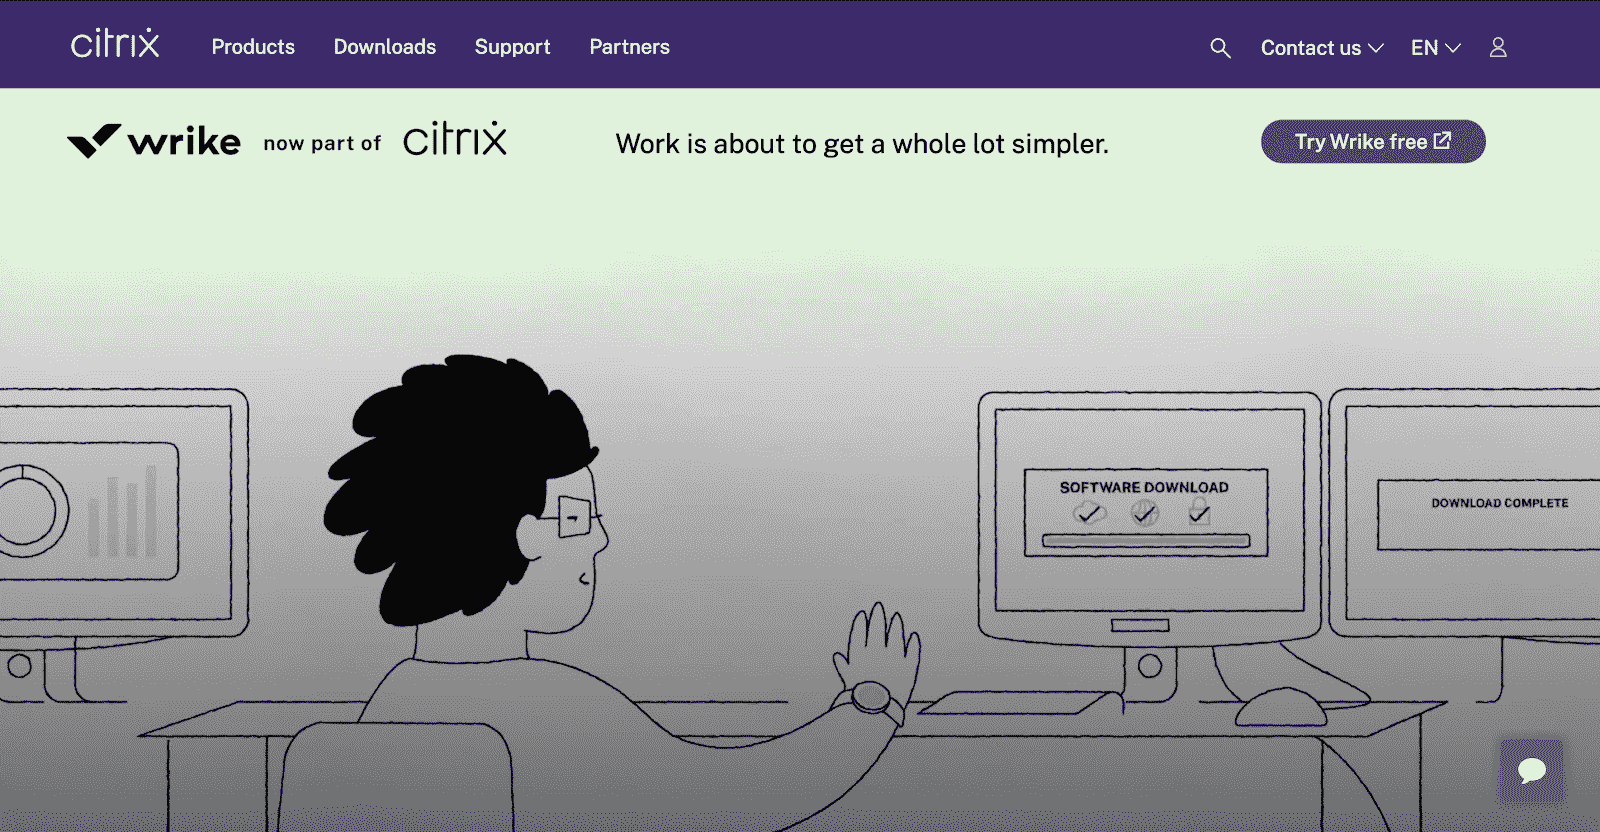 citrix Products Downloads Support Partners Contact us EN
wrike now part of citrix Work is about to get a whole lot simpler. Try Wrike free
SOFTWARE DOWNLOAD
DOWNLOAD COMPLETE